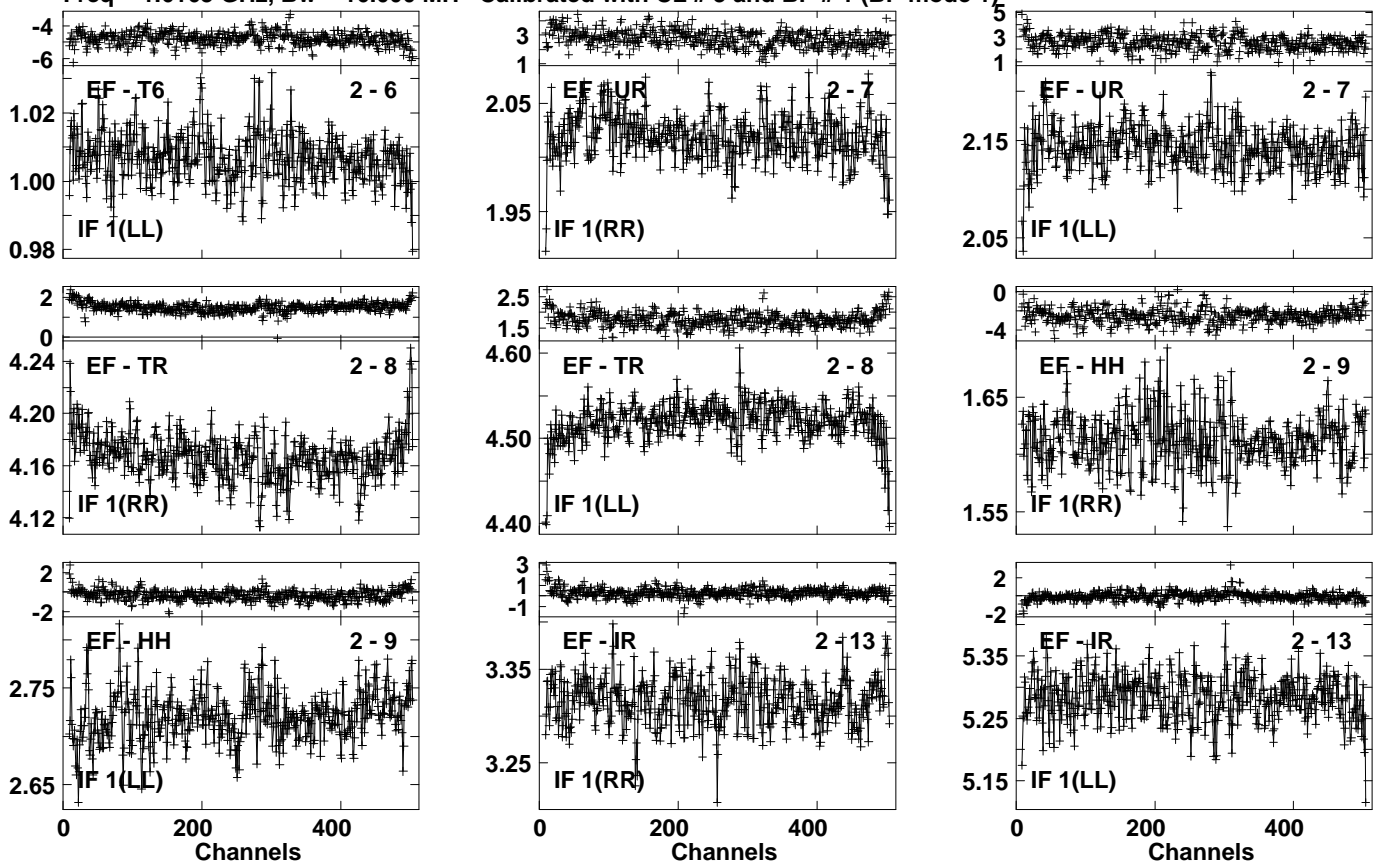 -4 3 5
-6 1 3
1
EF - T6 2 - 6 EF - UR 2 - 7 EF - UR 2 - 7
1.02 2.05 2.15
1.00
1.95
IF 1(LL) IF 1(RR) IF 1(LL)
0.98 2.05
2 2.5 0
0 1.5 -4
EF - TR 2 - 8 EF - TR 2 - 8 EF - HH 2 - 9
4.24 4.60 1.65
4.20
4.16 4.50
IF 1(RR) IF 1(LL) IF 1(RR)
4.12 4.40 1.55
2 3 2
-2 1 -2
-1
EF - HH 2 - 9 EF - IR 2 - 13 EF - IR 2 - 13
2.75 3.35 5.35
5.25
2.65 3.25 5.15
IF 1(LL) IF 1(RR) IF 1(LL)
0 200 400 0 200 400 0 200 400
Channels Channels Channels